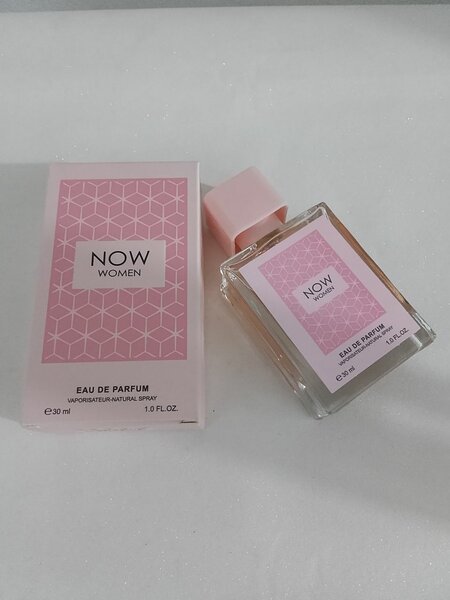 NOW
WOMEN
EAU DE PARFUM
VAPORISATEUR-NATURAL SPRAY
℮30 ml 1.0 FL.OZ.
NOW
WOMEN
EAU DE PARFUM
VAPORISATEUR-NATURAL SPRAY
℮30 ml 1.0 FL.OZ.